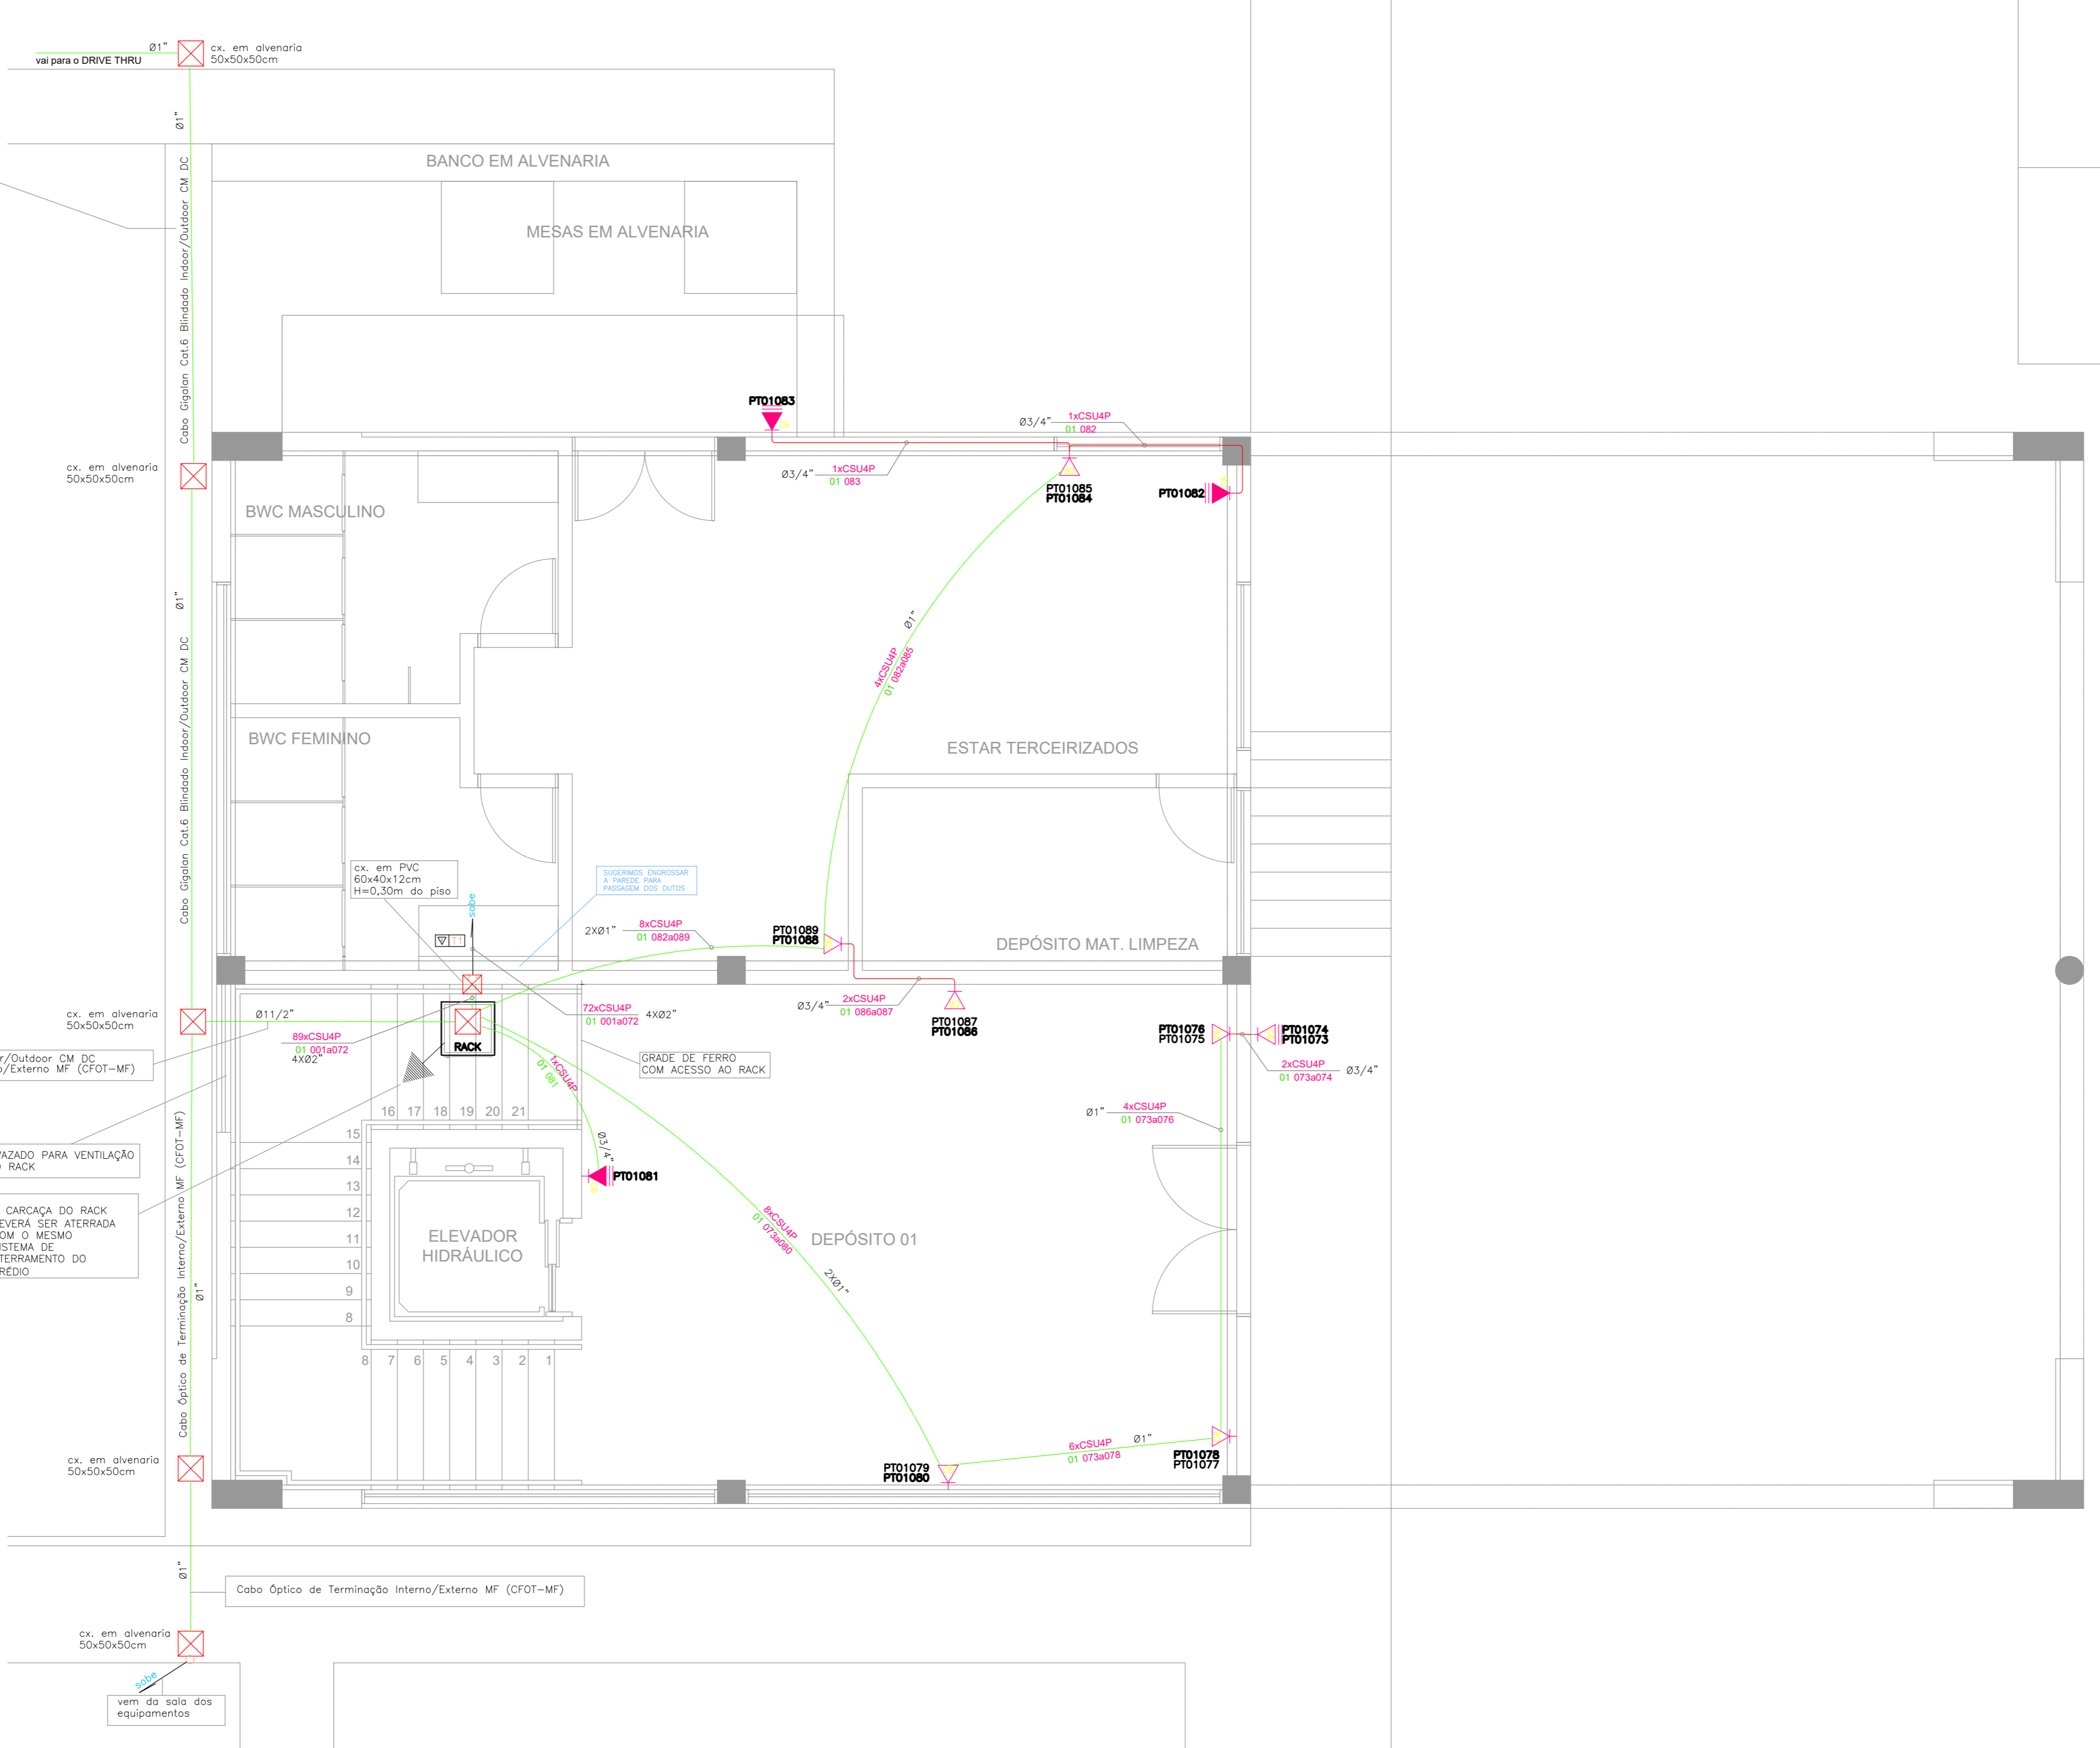 Ø1"
vai para o DRIVE THRU
cx. em alvenaria
50x50x50cm
Ø1"
Cabo Gigalan Cat.6 Blindado Indoor/Outdoor CM DC
BANCO EM ALVENARIA
MESAS EM ALVENARIA
PT01083
Ø3/4"
1xCSU4P
01 082
Ø3/4"
1xCSU4P
01 083
PT01085
PT01084
PT01082
cx. em alvenaria
50x50x50cm
BWC MASCULINO
Ø1"
Ø1"
4xCSU4P
01 082a085
Cabo Gigalan Cat.6 Blindado Indoor/Outdoor CM DC
BWC FEMININO
ESTAR TERCEIRIZADOS
cx. em PVC
60x40x12cm
H=0,30m do piso
SUGERIMOS ENGROSSAR
A PAREDE PARA
PASSAGEM DOS DUTOS
sobe
T1
2XØ1"
8xCSU4P
01 082a089
PT01089
PT01088
DEPÓSITO MAT. LIMPEZA
cx. em alvenaria
50x50x50cm
Ø11/2"
89xCSU4P
01 001a072
4XØ2"
RACK
72xCSU4P
01 001a072
4XØ2"
Ø3/4"
2xCSU4P
01 086a087
PT01087
PT01086
PT01076
PT01075
PT01074
PT01073
2xCSU4P
01 073a074
Ø3/4"
r/Outdoor CM DC
o/Externo MF (CFOT-MF)
GRADE DE FERRO
COM ACESSO AO RACK
1xCSU4P
01 081
Ø3/4"
PT01081
Ø1"
4xCSU4P
01 073a076
16 17 18 19 20 21
15
14
13
12
11
10
9
8
AZADO PARA VENTILAÇÃO
RACK
CARCAÇA DO RACK
EVERÁ SER ATERRADA
OM O MESMO
ISTEMA DE
TERRAMENTO DO
RÉDIO
Cabo Óptico de Terminação Interno/Externo MF (CFOT-MF)
Ø1"
ELEVADOR
HIDRÁULICO
8xCSU4P
01 073a080
2XØ1"
DEPÓSITO 01
8 7 6 5 4 3 2 1
cx. em alvenaria
50x50x50cm
PT01079
PT01080
6xCSU4P
01 073a078
Ø1"
PT01078
PT01077
Ø1"
Cabo Óptico de Terminação Interno/Externo MF (CFOT-MF)
cx. em alvenaria
50x50x50cm
sobe
vem da sala dos
equipamentos